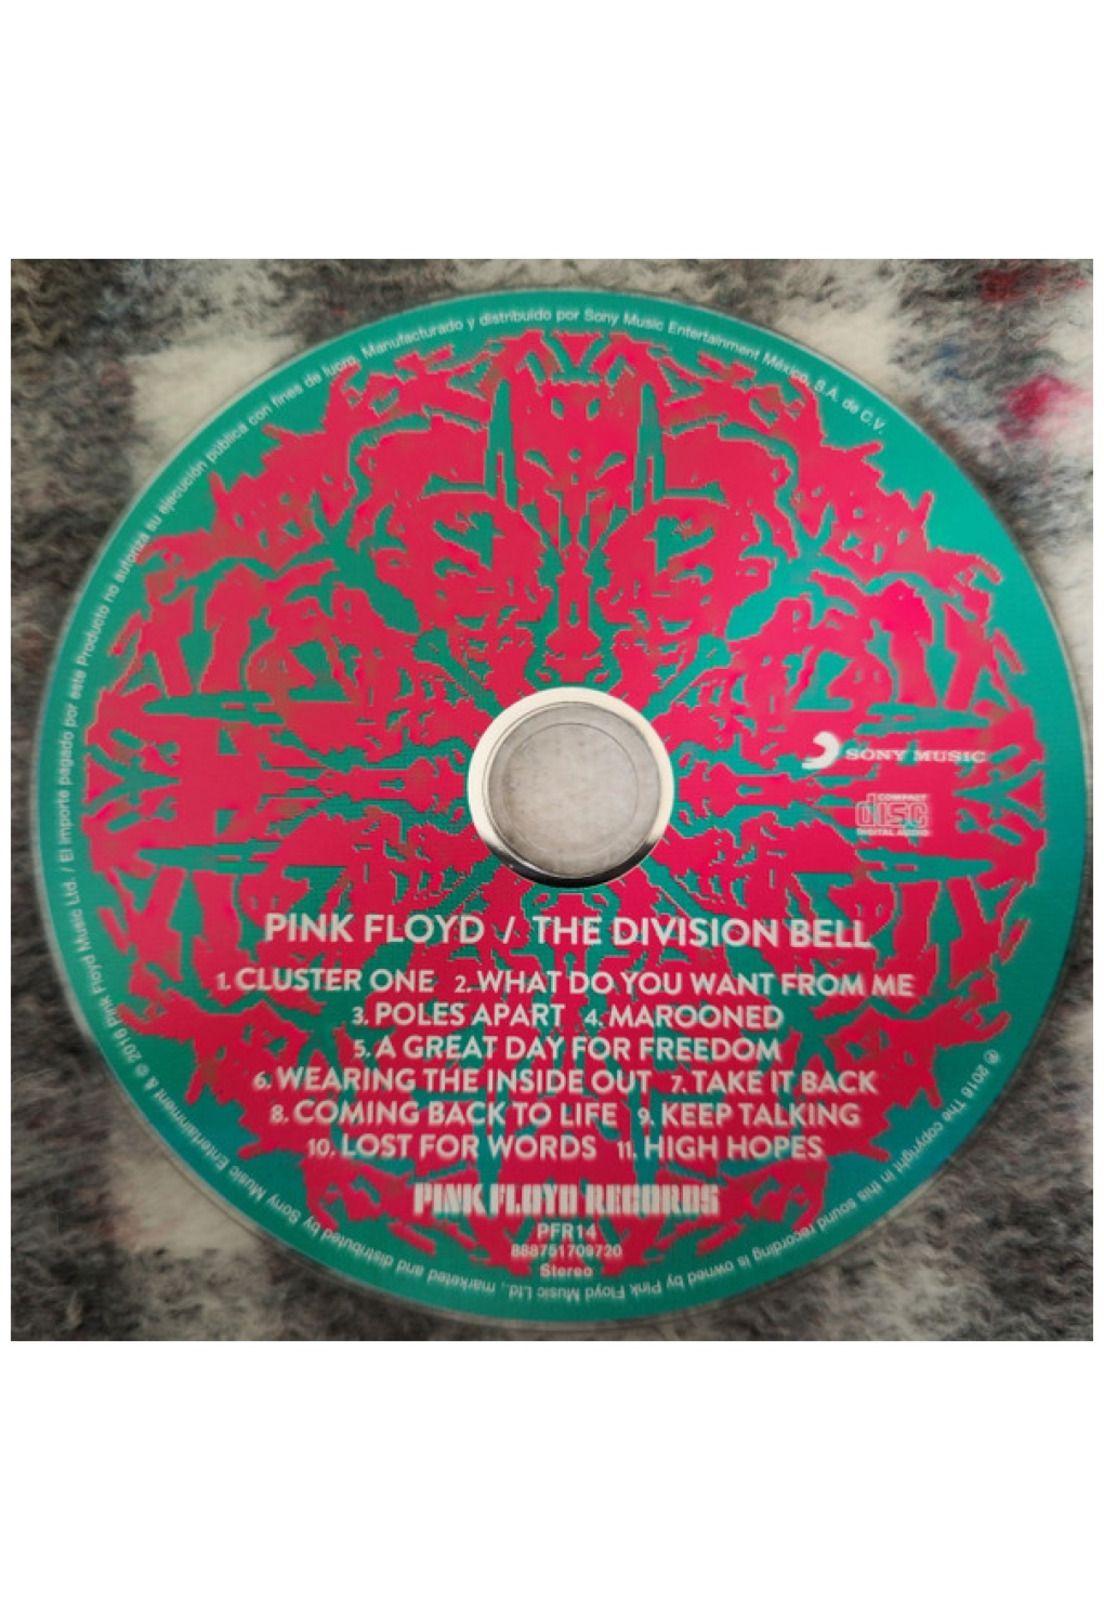 El importe pagado por este Producto no autoriza su ejecución pública con fines de lucro. Manufacturado y distribuido por Sony Music Entertainment México, S.A. de C.V.
SONY MUSIC
COMPACT
disc
DIGITAL AUDIO
PINK FLOYD / THE DIVISION BELL
1. CLUSTER ONE 2. WHAT DO YOU WANT FROM ME
3. POLES APART 4. MAROONED
5. A GREAT DAY FOR FREEDOM
6. WEARING THE INSIDE OUT 7. TAKE IT BACK
8. COMING BACK TO LIFE 9. KEEP TALKING
10. LOST FOR WORDS 11. HIGH HOPES
PINK FLOYD RECORDS
PFR14
888751709720
Stereo
℗ 2016 The copyright in this sound recording is owned by Pink Floyd Music Ltd., marketed and distributed by Sony Music Entertainment & © 2016 Pink Floyd Music Ltd. /